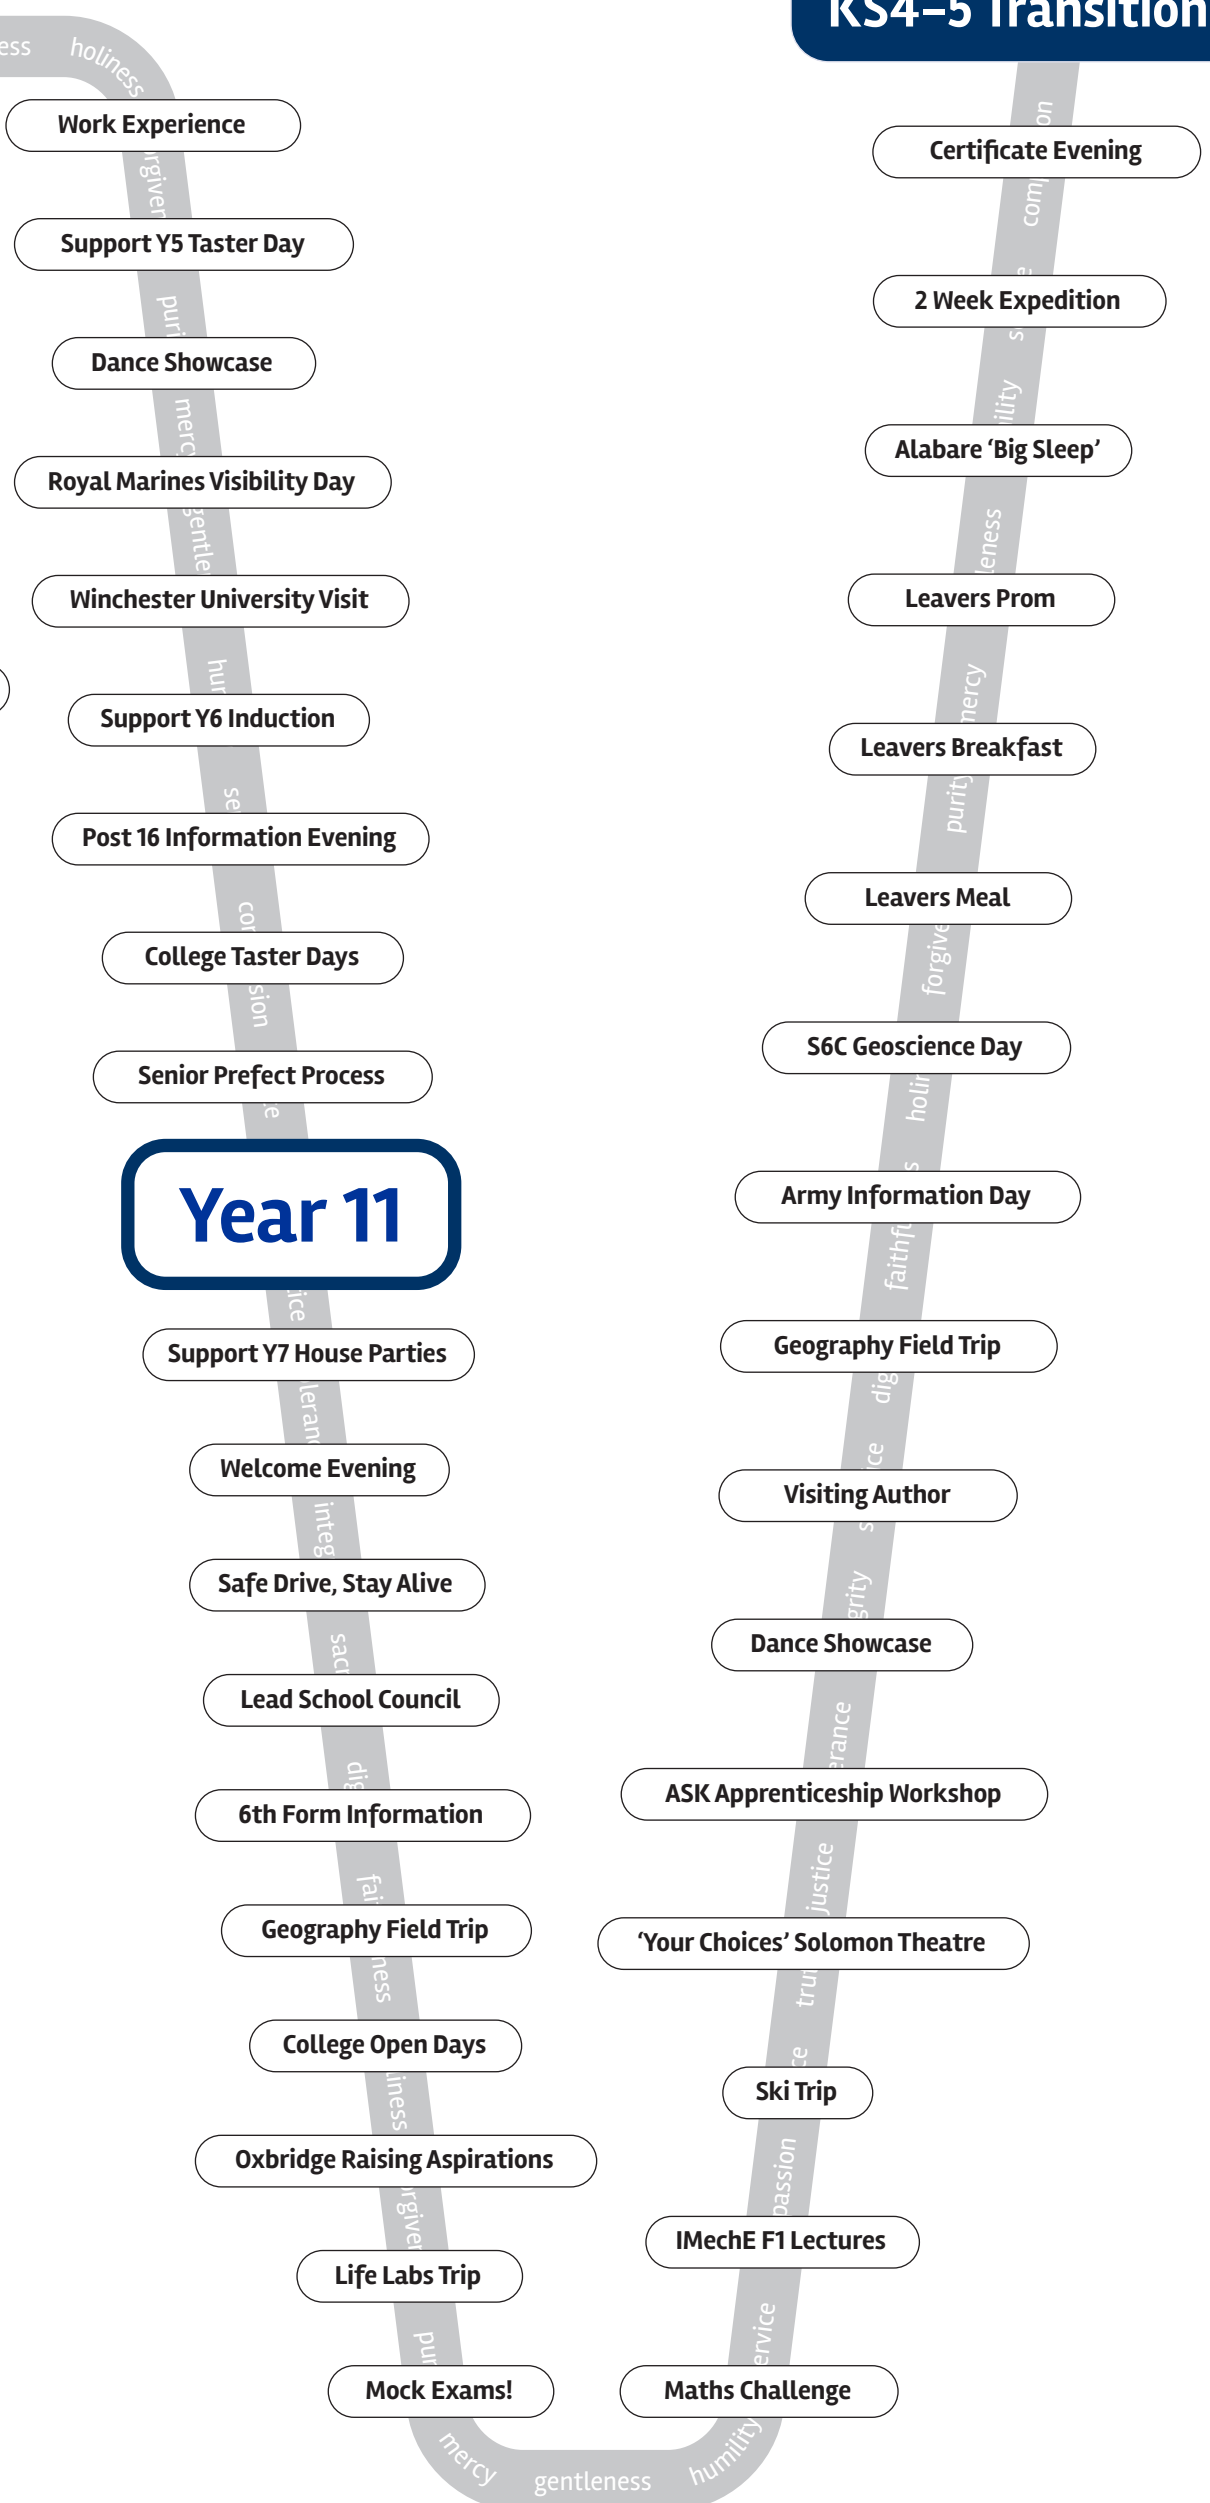 KS4–5 Transition
holiness
Work Experience
Support Y5 Taster Day
Dance Showcase
Royal Marines Visibility Day
Winchester University Visit
Support Y6 Induction
Post 16 Information Evening
College Taster Days
Senior Prefect Process
Year 11
Support Y7 House Parties
Welcome Evening
Safe Drive, Stay Alive
Lead School Council
6th Form Information
Geography Field Trip
College Open Days
Oxbridge Raising Aspirations
Life Labs Trip
Mock Exams!
mercy
gentleness
humility
Maths Challenge
IMechE F1 Lectures
Ski Trip
‘Your Choices’ Solomon Theatre
justice
ASK Apprenticeship Workshop
Dance Showcase
Visiting Author
Geography Field Trip
Army Information Day
S6C Geoscience Day
Leavers Meal
purity
Leavers Breakfast
mercy
Leavers Prom
Alabare ‘Big Sleep’
2 Week Expedition
Certificate Evening